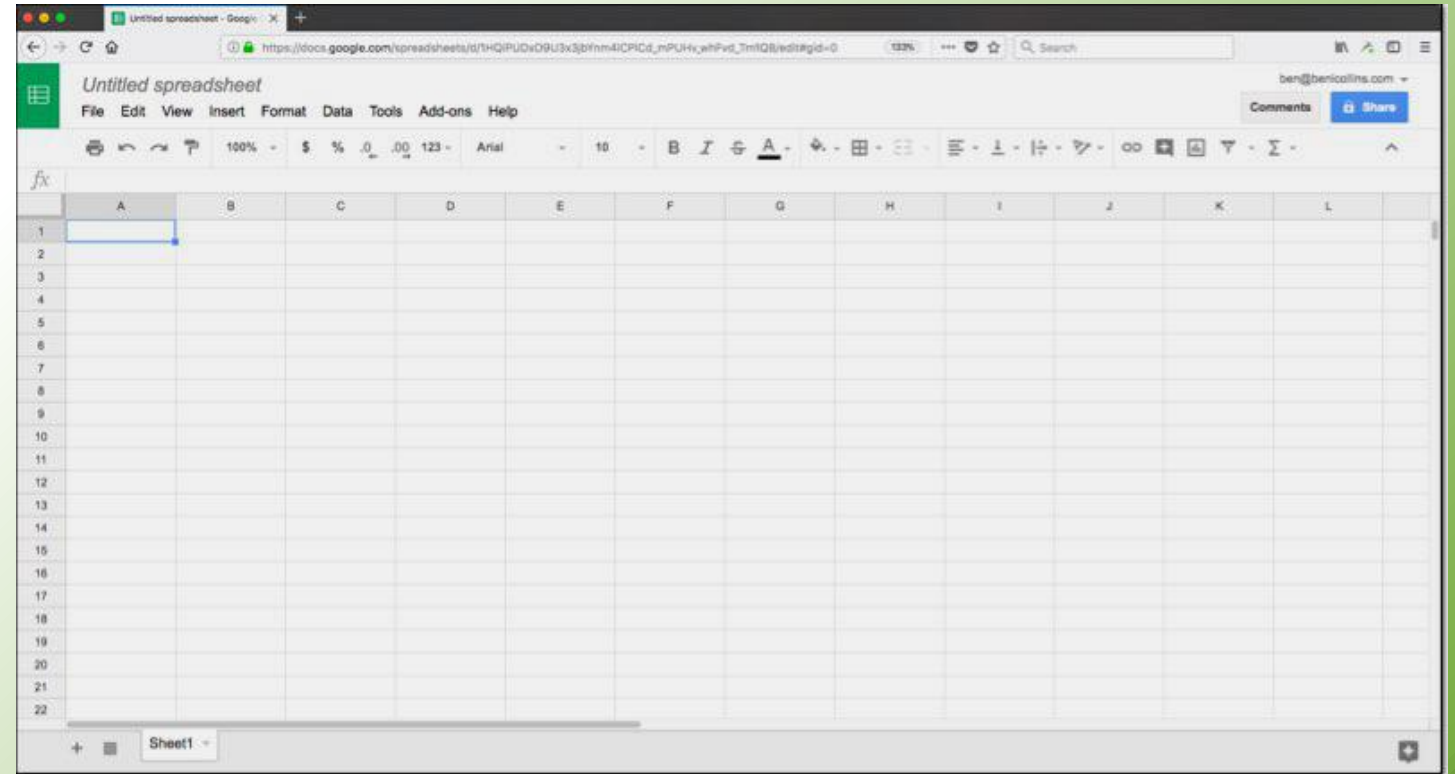 Untitled spreadsheet - Google
133%
Search
Untitled spreadsheet
ben@benlcollins.com
File Edit View Insert Format Data Tools Add-ons Help
Comments
Share
100% $ % .0 .00 123 Arial 10 B I S A
fx
A B C D E F G H I J K L
1
2
3
4
5
6
7
8
9
10
11
12
13
14
15
16
17
18
19
20
21
22
Sheet1